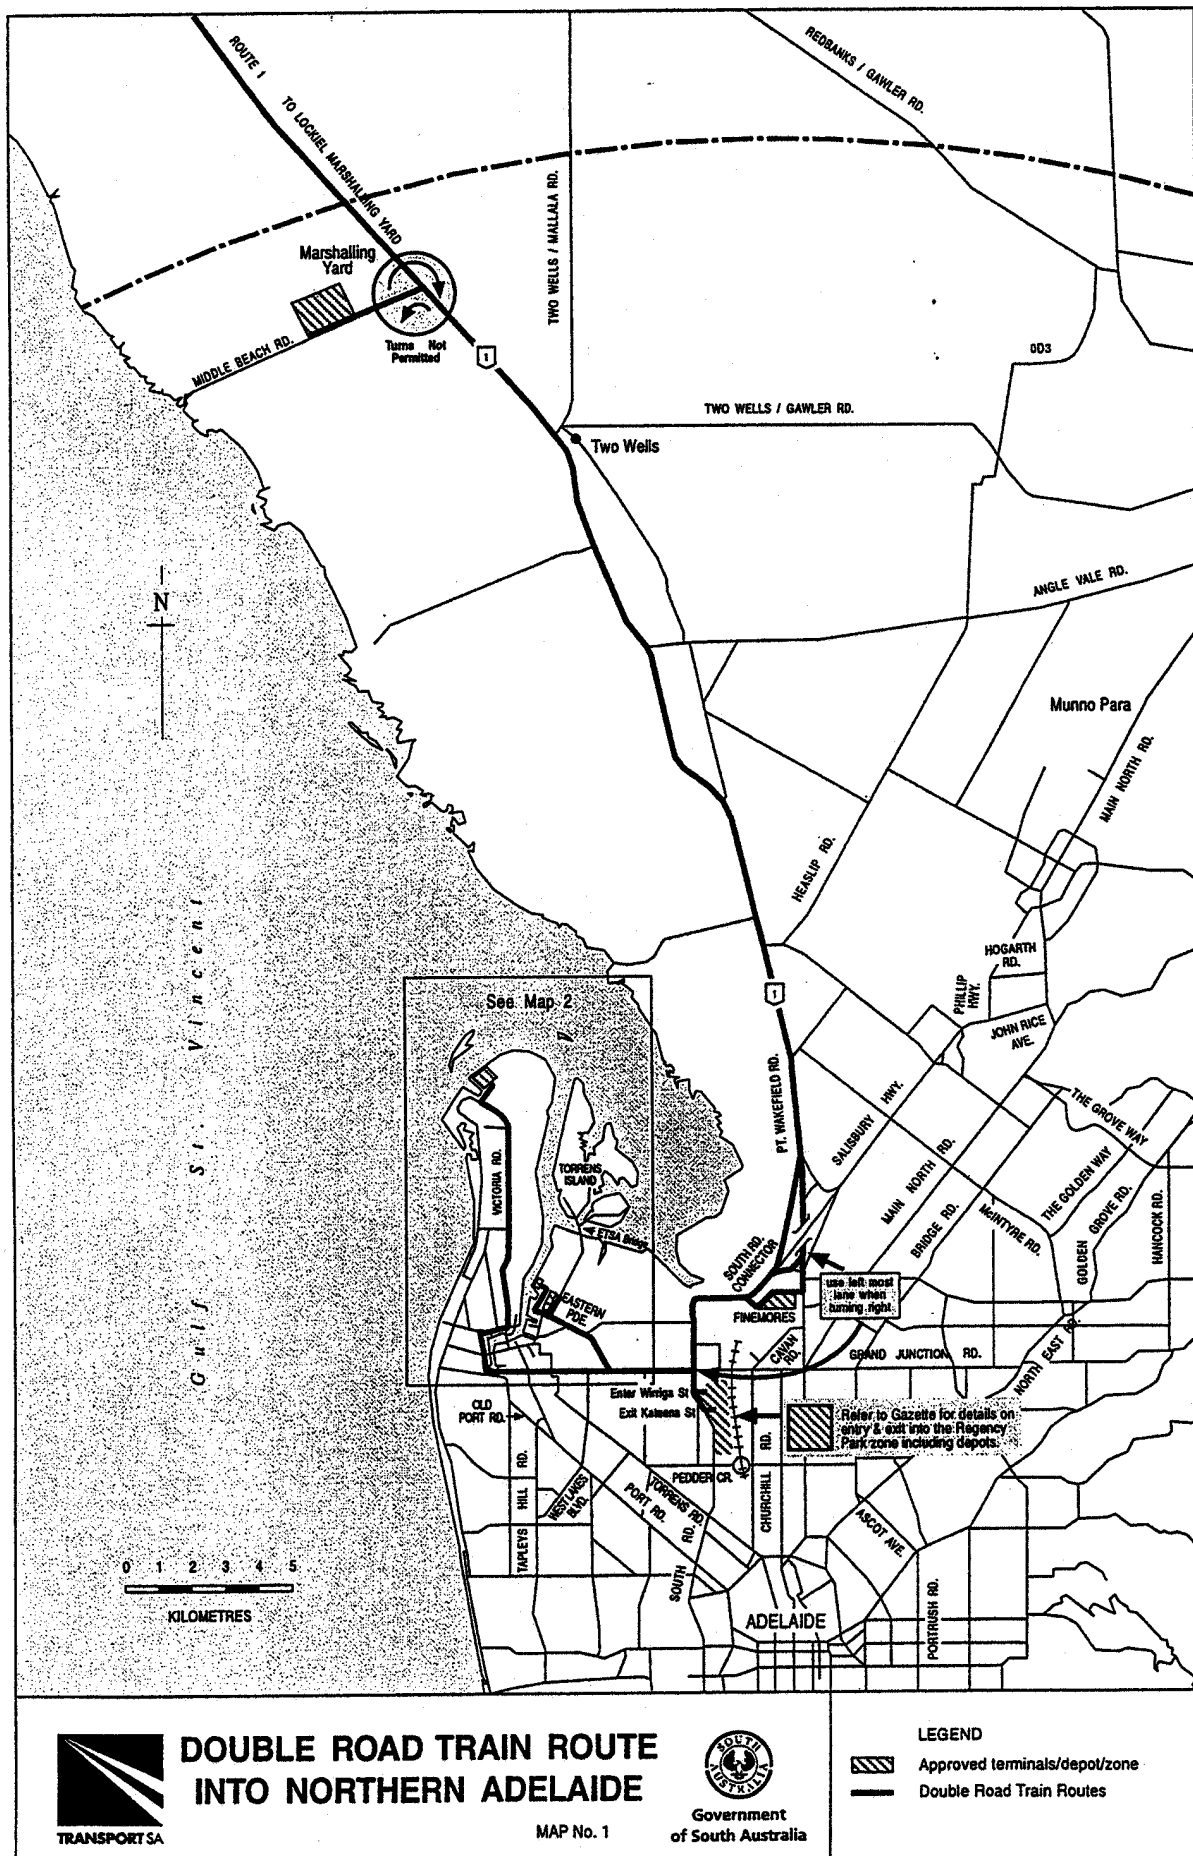 ROUTE 1
TO LOCKIEL MARSHALLING YARD
REDBANKS / GAWLER RD.
TWO WELLS / MALLALA RD.
Marshalling
Yard
Turns Not
Permitted
MIDDLE BEACH RD.
1
0D3
TWO WELLS / GAWLER RD.
Two Wells
N
ANGLE VALE RD.
Munno Para
MAIN NORTH RD.
HEASLIP RD.
HOGARTH
RD.
PHILLIP
HWY.
JOHN RICE
AVE.
1
See Map 2
Gulf St. Vincent
PT. WAKEFIELD RD.
SALISBURY HWY.
THE GROVE WAY
MAIN NORTH RD.
BRIDGE RD.
McINTYRE RD.
THE GOLDEN WAY
GOLDEN GROVE RD.
HANCOCK RD.
VICTORIA RD.
TORRENS
ISLAND
ETSA Bridge
SOUTH RD.
CONNECTOR
use left most
lane when
turning right
EASTERN
PDE.
FINEMORES
CAVAN
RD.
GRAND JUNCTION RD.
NORTH EAST RD.
Enter Wirriga St
Exit Kateena St
OLD
PORT RD.
Refer to Gazette for details on
entry & exit into the Regency
Park zone including depots.
TAPLEYS HILL RD.
WEST LAKES
BLVD.
PEDDER CR.
TORRENS RD.
PORT RD.
SOUTH RD.
CHURCHILL RD.
ASCOT AVE.
PORTRUSH RD.
ADELAIDE
0 1 2 3 4 5
KILOMETRES
TRANSPORT SA
DOUBLE ROAD TRAIN ROUTE
INTO NORTHERN ADELAIDE
MAP No. 1
SOUTH
AUSTRALIA
Government
of South Australia
LEGEND
Approved terminals/depot/zone
Double Road Train Routes